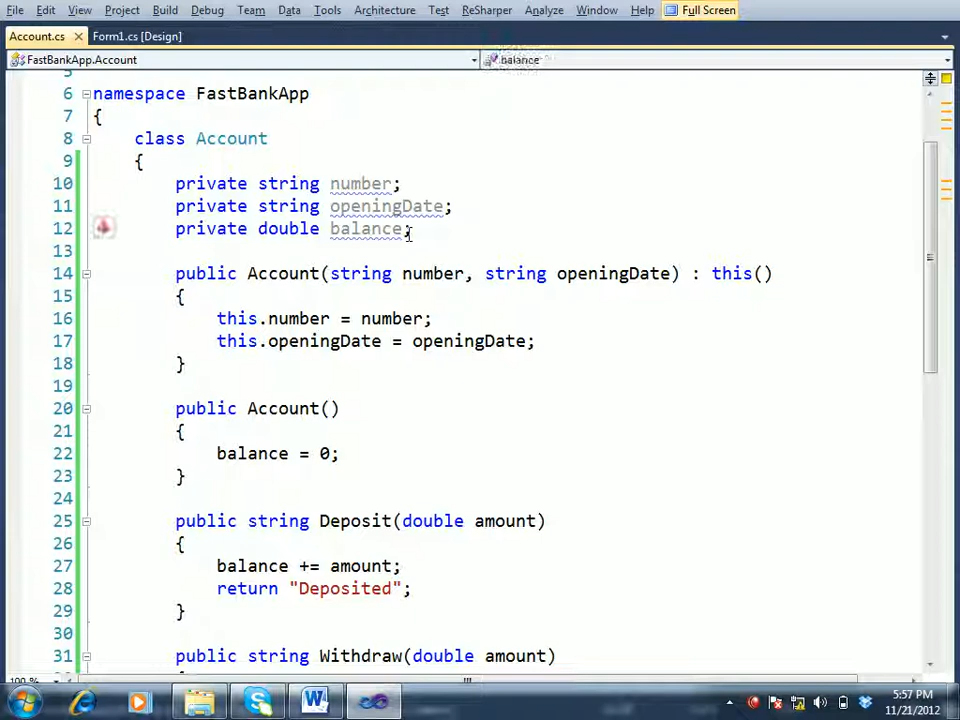 File Edit View Project Build Debug Team Data Tools Architecture Test ReSharper Analyze Window Help Full Screen
Account.cs Form1.cs [Design]
FastBankApp.Account balance
5
6 namespace FastBankApp
7 {
8 class Account
9 {
10 private string number;
11 private string openingDate;
12 private double balance;
13
14 public Account(string number, string openingDate) : this()
15 {
16 this.number = number;
17 this.openingDate = openingDate;
18 }
19
20 public Account()
21 {
22 balance = 0;
23 }
24
25 public string Deposit(double amount)
26 {
27 balance += amount;
28 return "Deposited";
29 }
30
31 public string Withdraw(double amount)
100 %
5:57 PM
11/21/2012